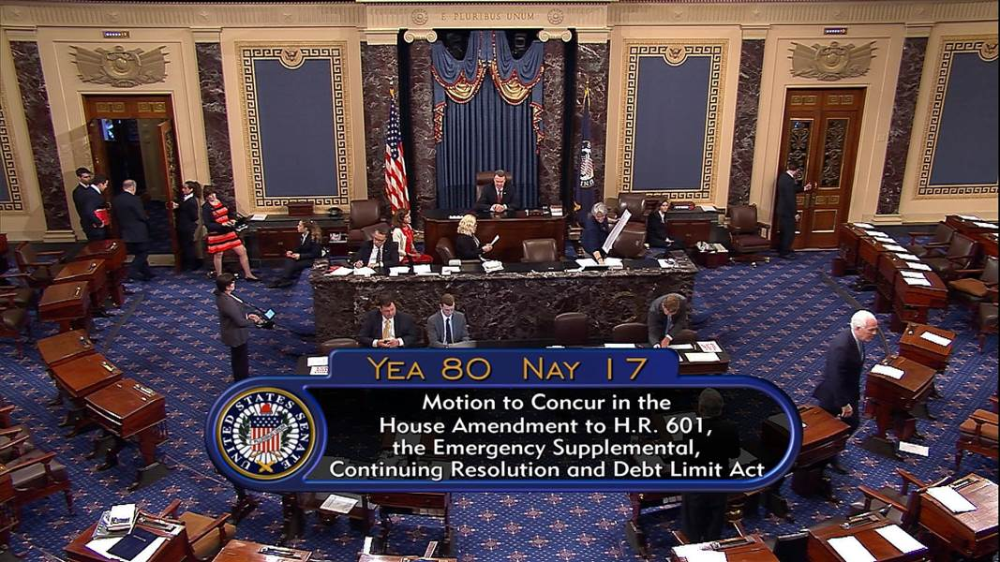 E PLURIBUS UNUM
YEA 80 NAY 17
UNITED STATES SENATE
Motion to Concur in the
House Amendment to H.R. 601,
the Emergency Supplemental,
Continuing Resolution and Debt Limit Act